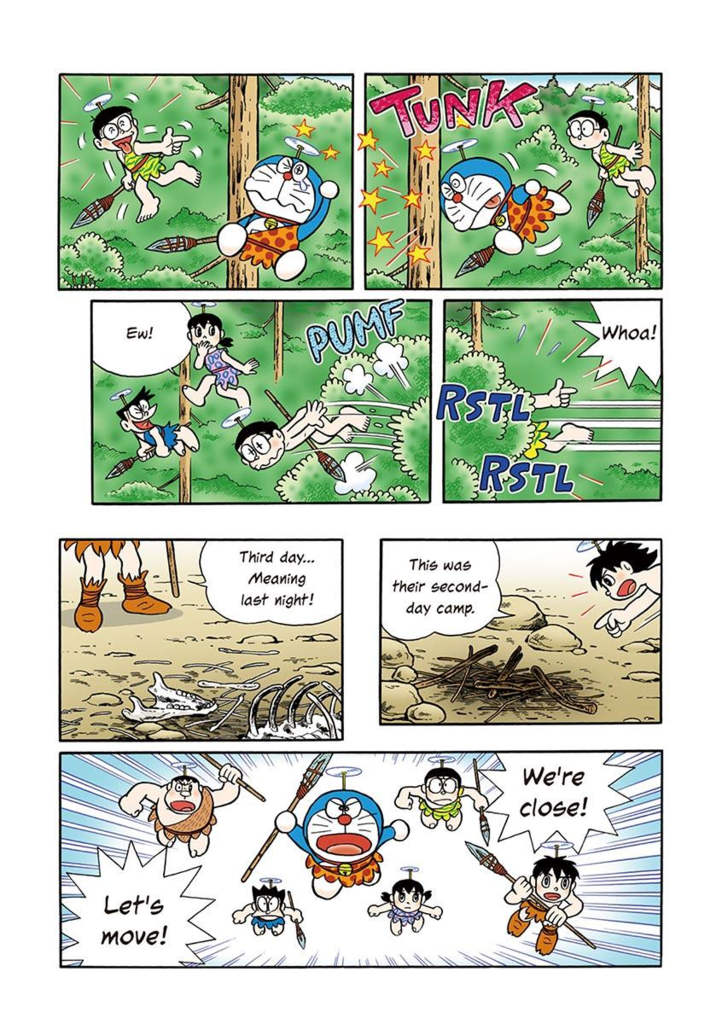 TUNK
Whoa!
RSTL
RSTL
PUMF
Ew!
This was
their second-
day camp.
Third day...
Meaning
last night!
We're
close!
Let's
move!